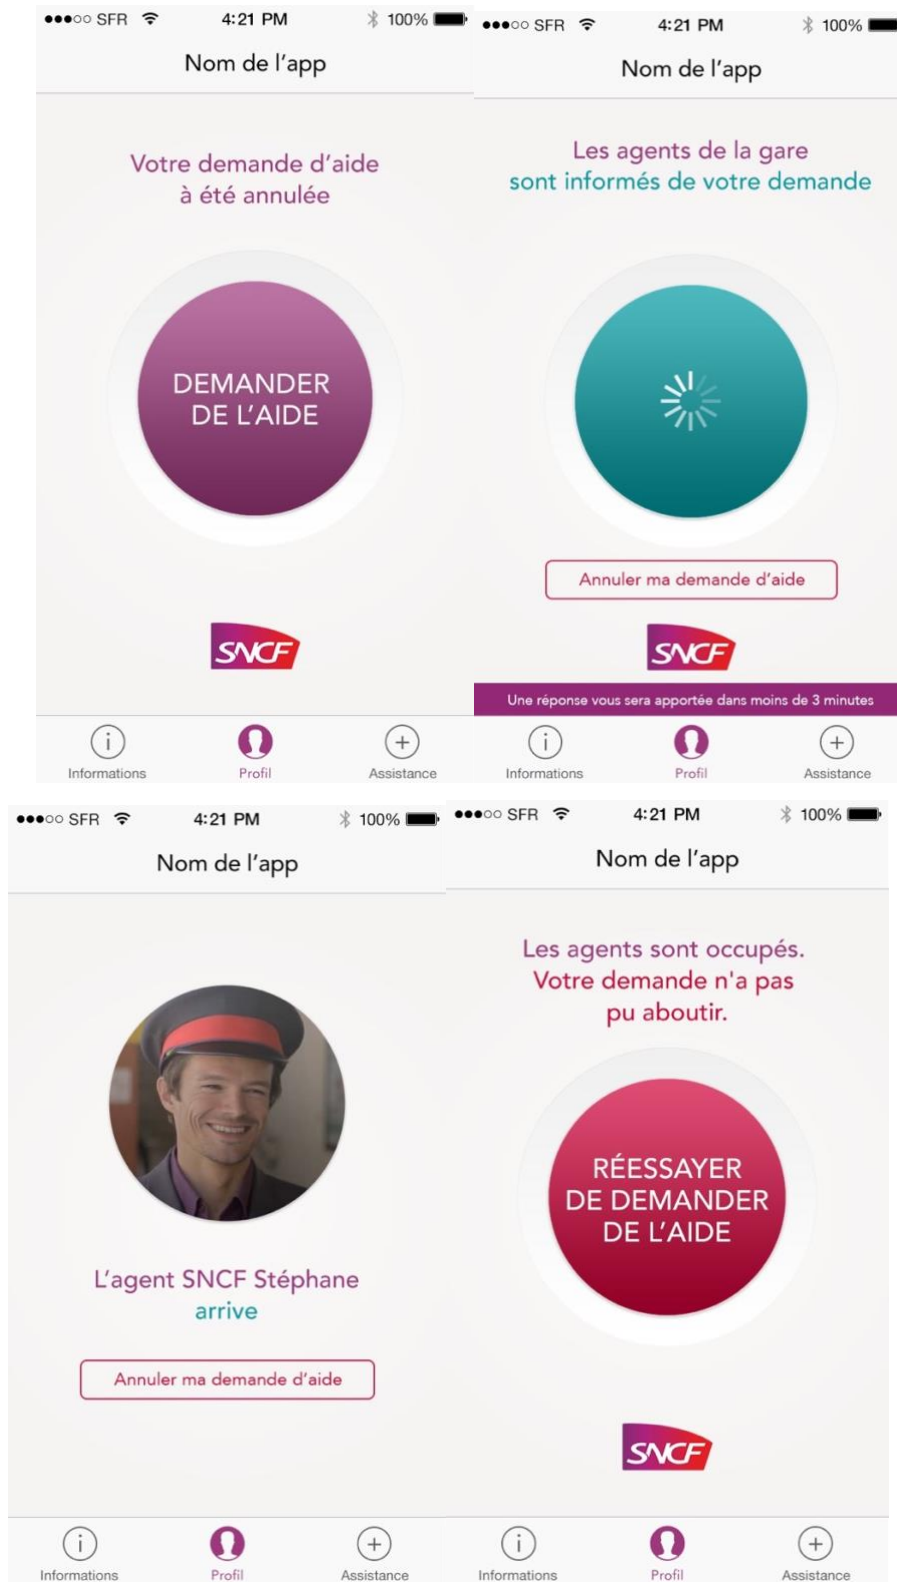 SFR 4:21 PM 100%
Nom de l'app
Votre demande d'aide
à été annulée
DEMANDER
DE L'AIDE
SNCF
Informations Profil Assistance
SFR 4:21 PM 100%
Nom de l'app
Les agents de la gare
sont informés de votre demande
Annuler ma demande d'aide
SNCF
Une réponse vous sera apportée dans moins de 3 minutes
Informations Profil Assistance
SFR 4:21 PM 100%
Nom de l'app
L'agent SNCF Stéphane
arrive
Annuler ma demande d'aide
Informations Profil Assistance
SFR 4:21 PM 100%
Nom de l'app
Les agents sont occupés.
Votre demande n'a pas
pu aboutir.
RÉESSAYER
DE DEMANDER
DE L'AIDE
SNCF
Informations Profil Assistance